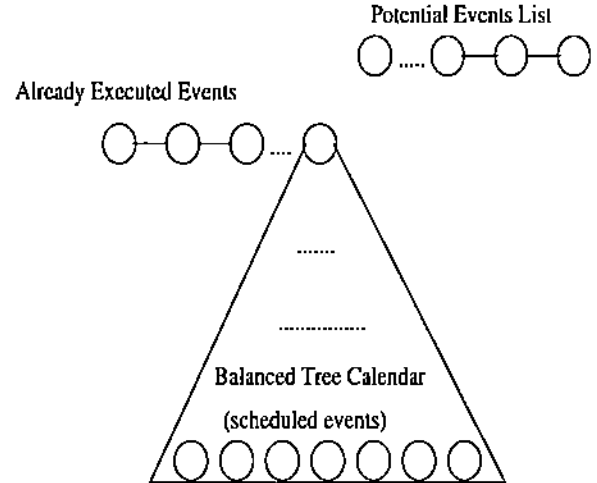 Potential Events List
Already Executed Events
Balanced Tree Calendar
(scheduled events)